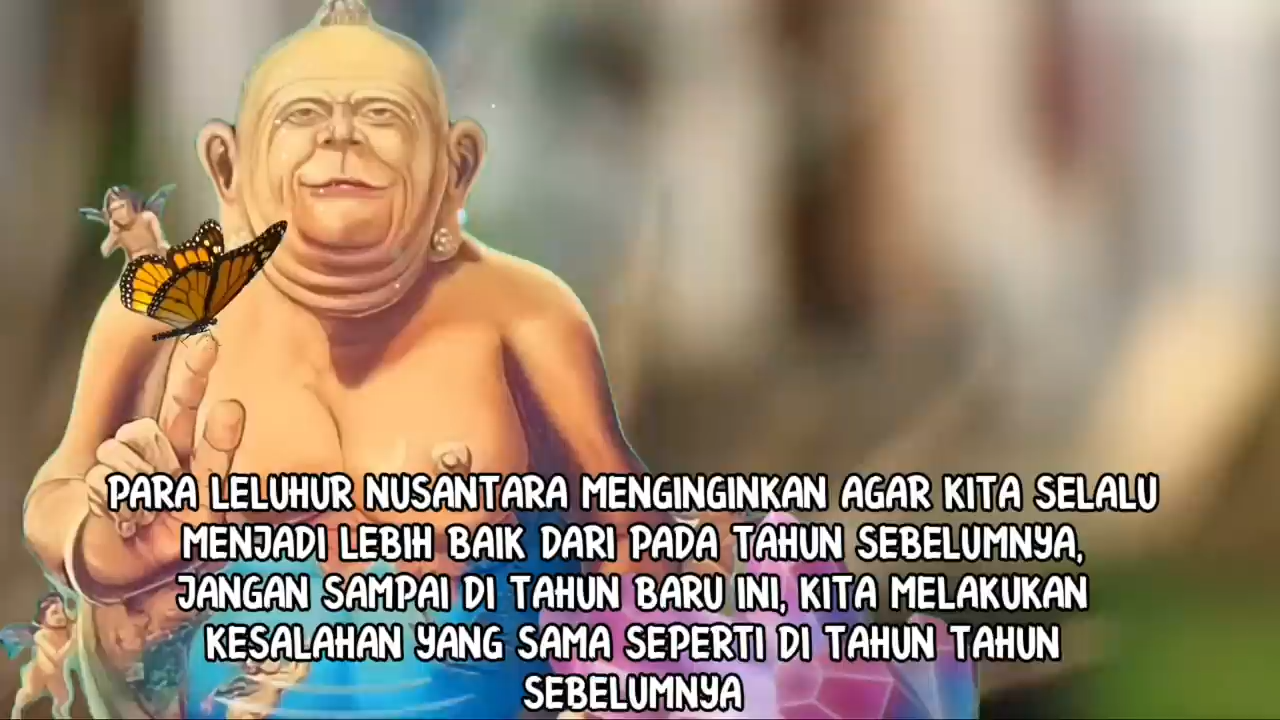 PARA LELUHUR NUSANTARA MENGINGINKAN AGAR KITA SELALU
MENJADI LEBIH BAIK DARI PADA TAHUN SEBELUMNYA,
JANGAN SAMPAI DI TAHUN BARU INI, KITA MELAKUKAN
KESALAHAN YANG SAMA SEPERTI DI TAHUN TAHUN
SEBELUMNYA